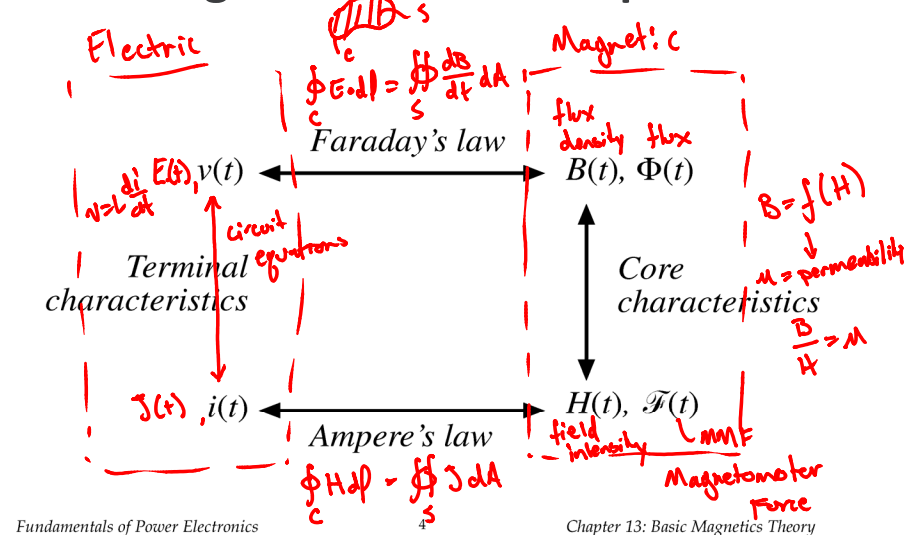 Electric
Magnetic
S
C
∮ E·dl = ∯ dB/dt dA
C S
Faraday's law
flux
density flux
E(t), v(t)
B(t), Φ(t)
v=L di/dt
B = f(H)
circuit
equations
Terminal
characteristics
Core
characteristics
μ = permeability
B/H = μ
J(t), i(t)
H(t), ℱ(t)
Ampere's law
field
intensity
MMF
∮ H dl = ∯ J dA
C S
Magnetomoter
Force
Fundamentals of Power Electronics
4
Chapter 13: Basic Magnetics Theory